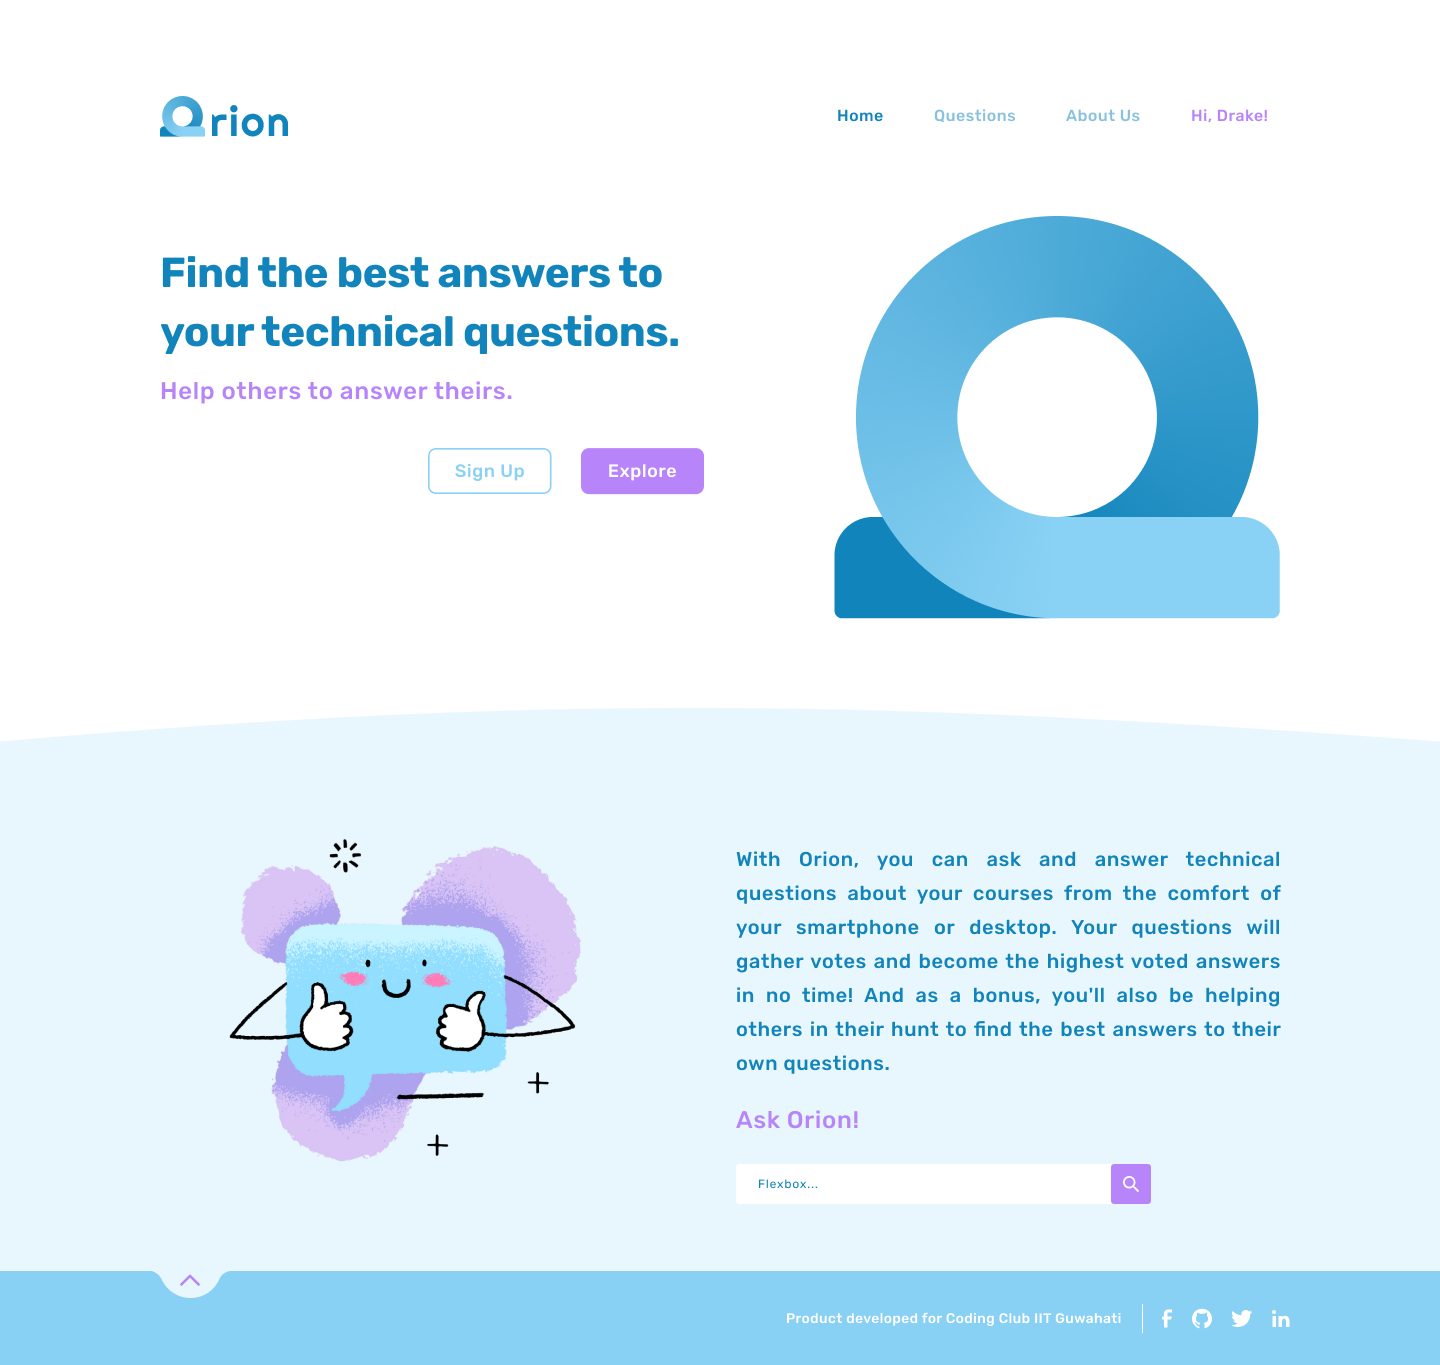 Orion
Home Questions About Us Hi, Drake!
Find the best answers to
your technical questions.
Help others to answer theirs.
Sign Up Explore
With Orion, you can ask and answer technical
questions about your courses from the comfort of
your smartphone or desktop. Your questions will
gather votes and become the highest voted answers
in no time! And as a bonus, you'll also be helping
others in their hunt to find the best answers to their
own questions.
Ask Orion!
Flexbox...
Product developed for Coding Club IIT Guwahati